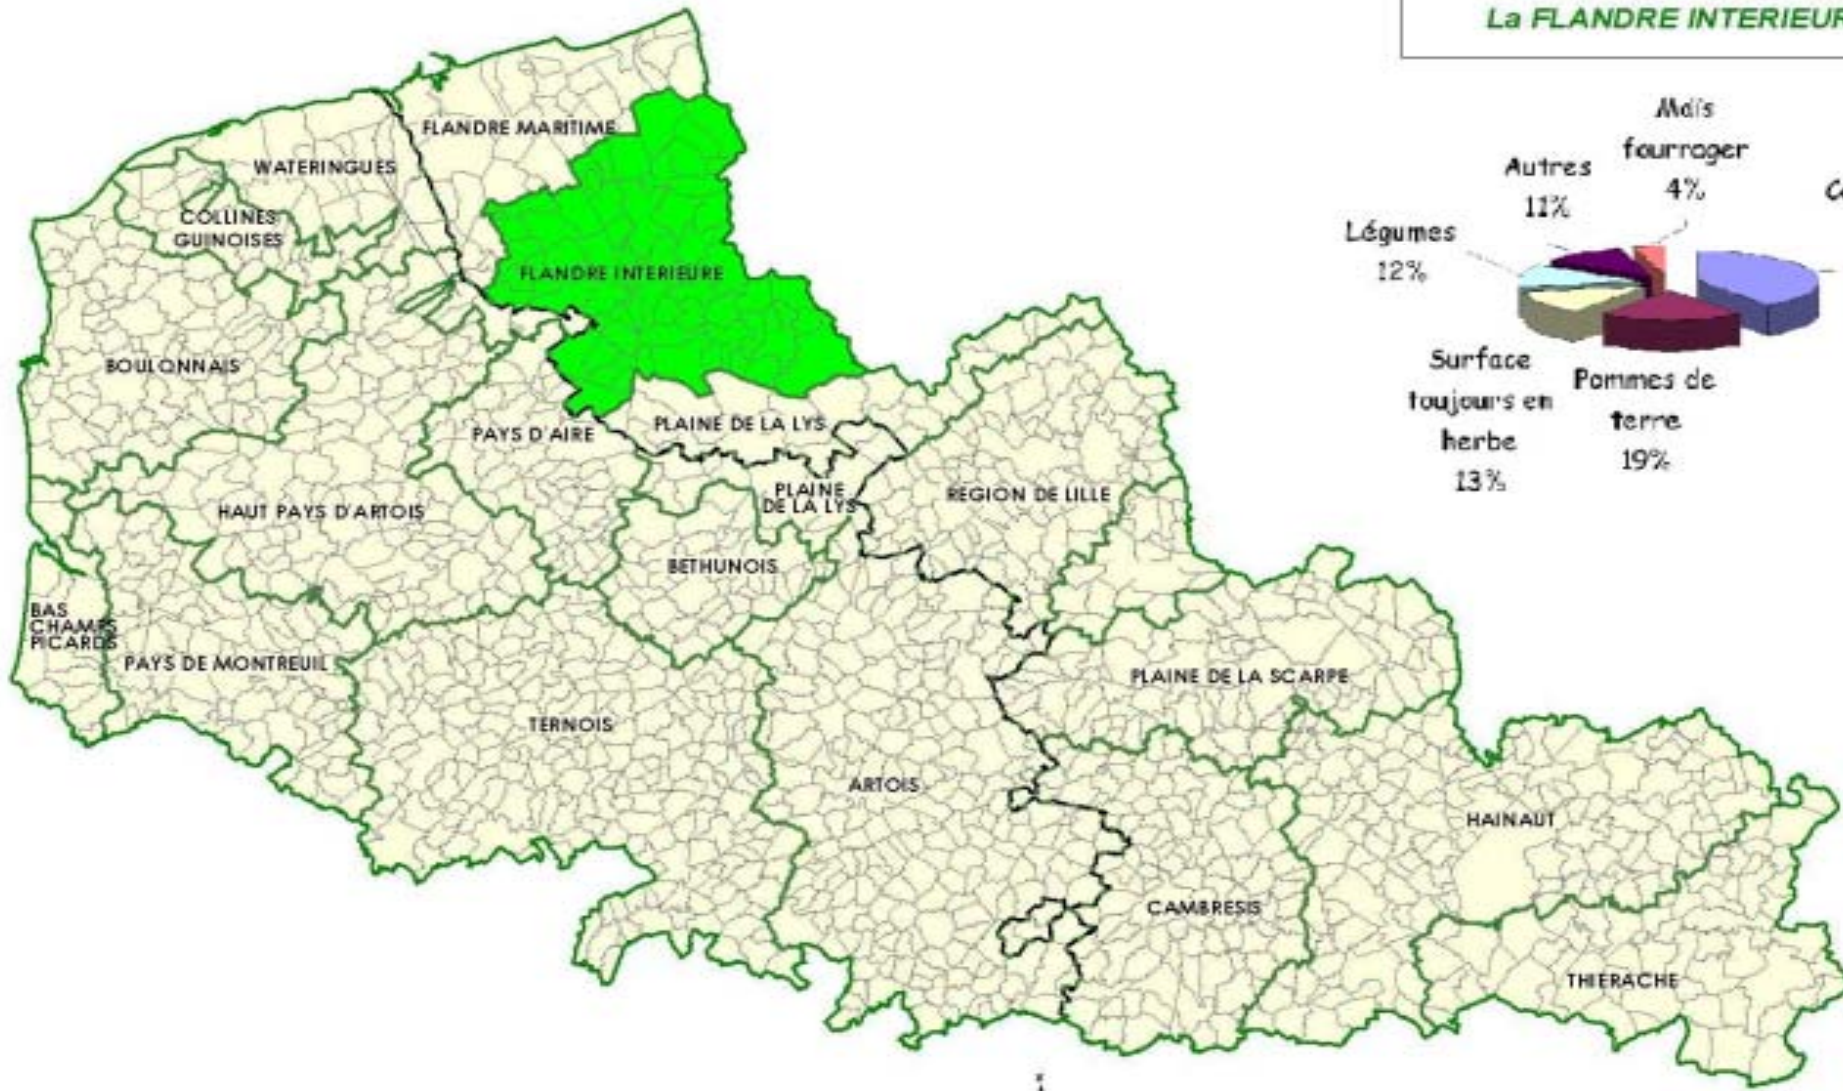 La FLANDRE INTERIEUR
Maïs
fourrager
4%
Autres
11%
Légumes
12%
Surface
toujours en
herbe
13%
Pommes de
terre
19%
FLANDRE MARITIME
WATERINGUES
COLLINES
GUINOISES
FLANDRE INTERIEURE
BOULONNAIS
PAYS D'AIRE
PLAINE DE LA LYS
PLAINE
DE LA LYS
REGION DE LILLE
HAUT PAYS D'ARTOIS
BETHUNOIS
BAS
CHAMPS
PICARDS
PAYS DE MONTREUIL
PLAINE DE LA SCARPE
TERNOIS
ARTOIS
HAINAUT
CAMBRESIS
THIERACHE